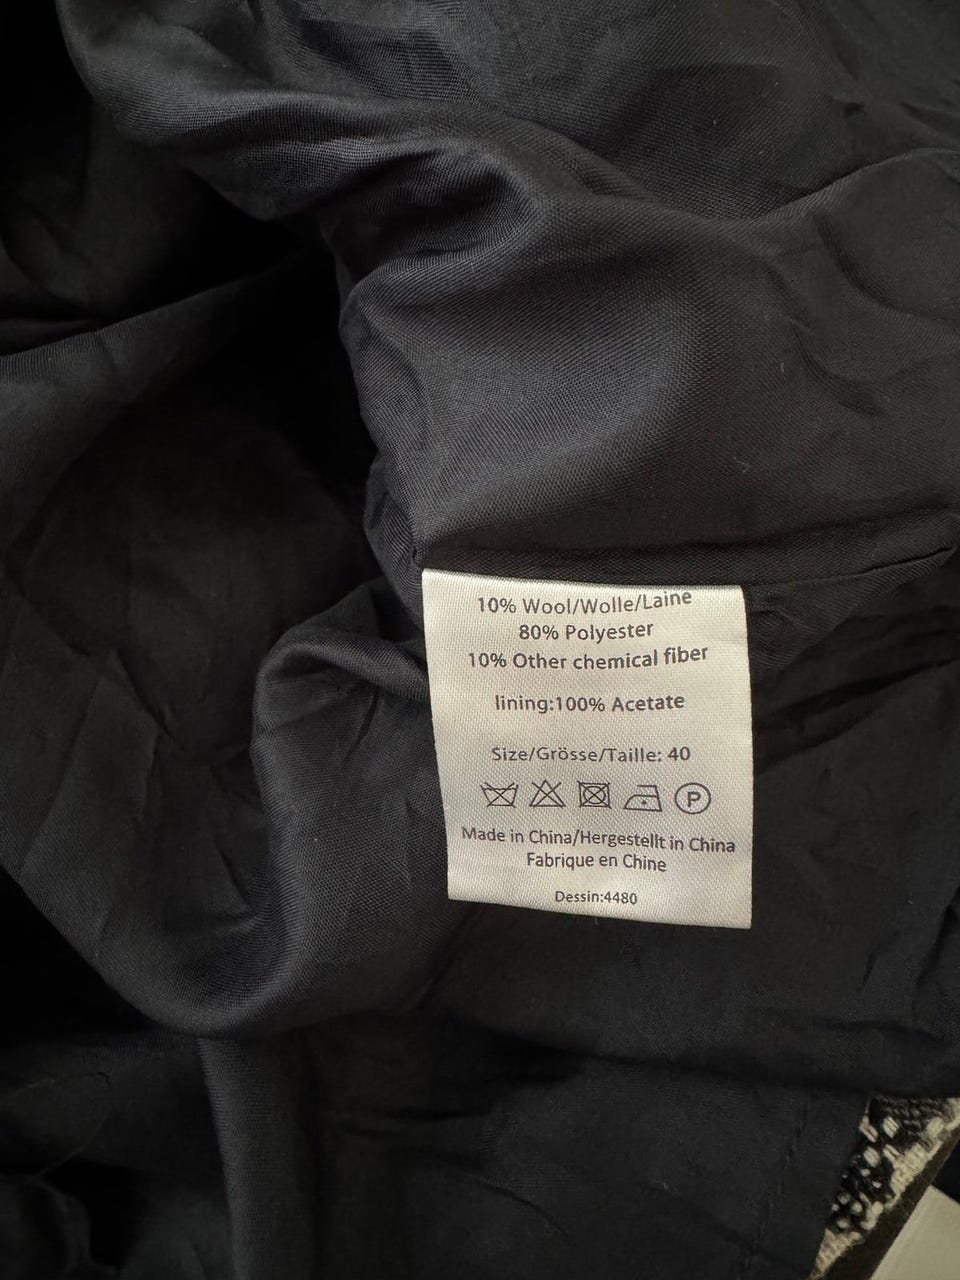 10% Wool/Wolle/Laine
80% Polyester
10% Other chemical fiber
lining:100% Acetate
Size/Grösse/Taille: 40
P
Made in China/Hergestellt in China
Fabrique en Chine
Dessin:4480